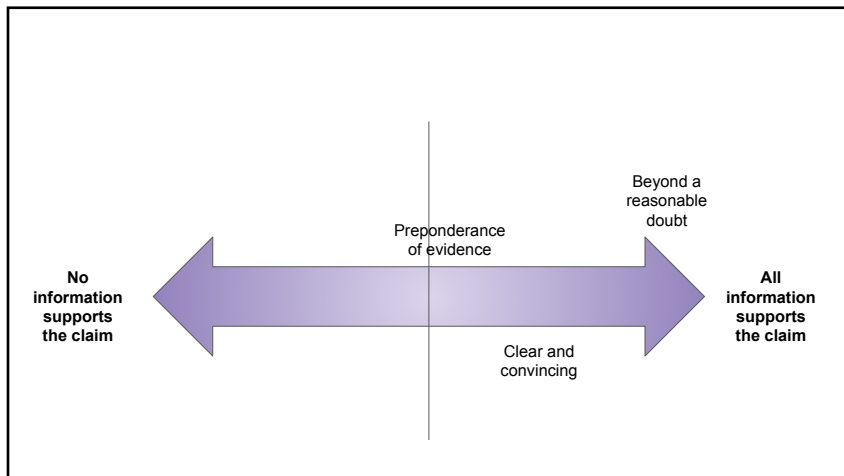 Beyond a
reasonable
doubt
Preponderance
of evidence
No
information
supports
the claim
All
information
supports
the claim
Clear and
convincing